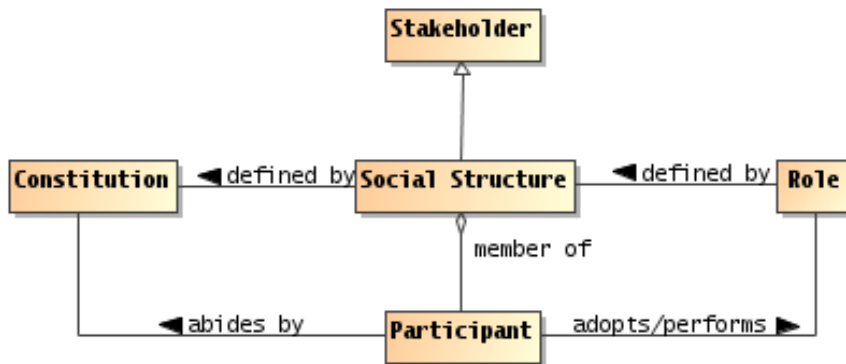 Stakeholder
Constitution
defined by
Social Structure
defined by
Role
member of
abides by
Participant
adopts/performs